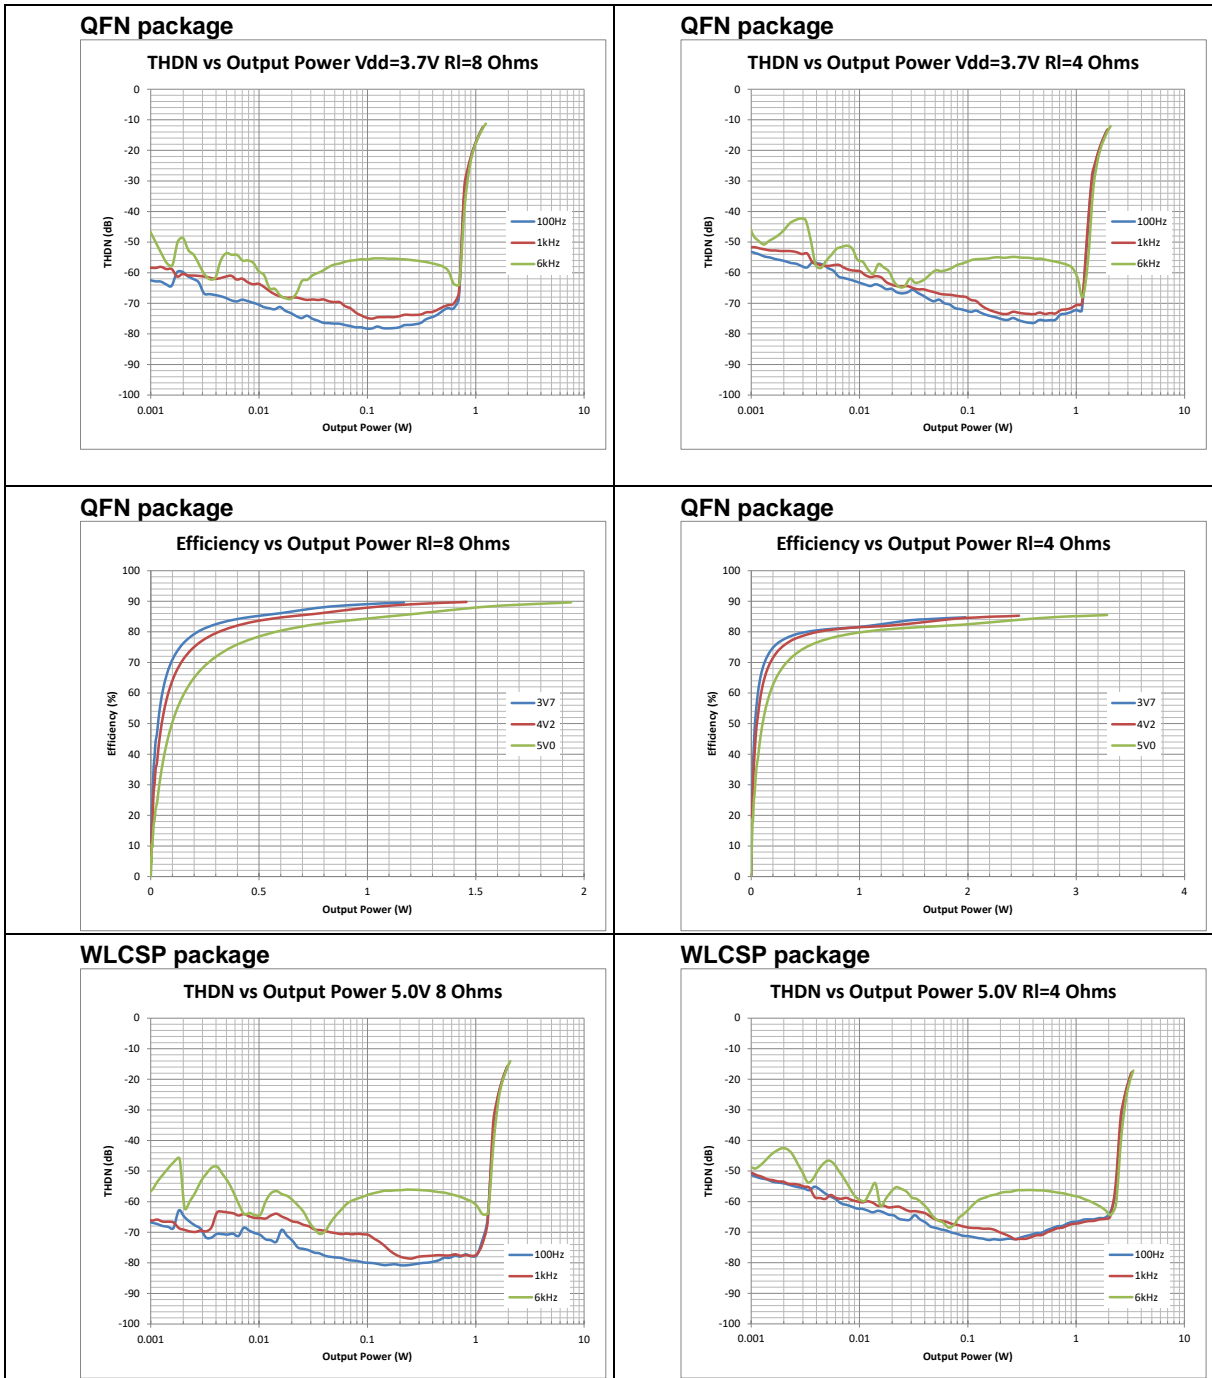 QFN package
THDN vs Output Power Vdd=3.7V Rl=8 Ohms
0
-10
-20
-30
-40
-50
-60
-70
-80
-90
-100
THDN (dB)
100Hz
1kHz
6kHz
0.001 0.01 0.1 1 10
Output Power (W)
QFN package
THDN vs Output Power Vdd=3.7V Rl=4 Ohms
0
-10
-20
-30
-40
-50
-60
-70
-80
-90
-100
THDN (dB)
100Hz
1kHz
6kHz
0.001 0.01 0.1 1 10
Output Power (W)
QFN package
Efficiency vs Output Power Rl=8 Ohms
100
90
80
70
60
50
40
30
20
10
0
Efficiency (%)
3V7
4V2
5V0
0 0.5 1 1.5 2
Output Power (W)
QFN package
Efficiency vs Output Power Rl=4 Ohms
100
90
80
70
60
50
40
30
20
10
0
Efficiency (%)
3V7
4V2
5V0
0 1 2 3 4
Output Power (W)
WLCSP package
THDN vs Output Power 5.0V 8 Ohms
0
-10
-20
-30
-40
-50
-60
-70
-80
-90
-100
THDN (dB)
100Hz
1kHz
6kHz
0.001 0.01 0.1 1 10
Output Power (W)
WLCSP package
THDN vs Output Power 5.0V Rl=4 Ohms
0
-10
-20
-30
-40
-50
-60
-70
-80
-90
-100
THDN (dB)
100Hz
1kHz
6kHz
0.001 0.01 0.1 1 10
Output Power (W)